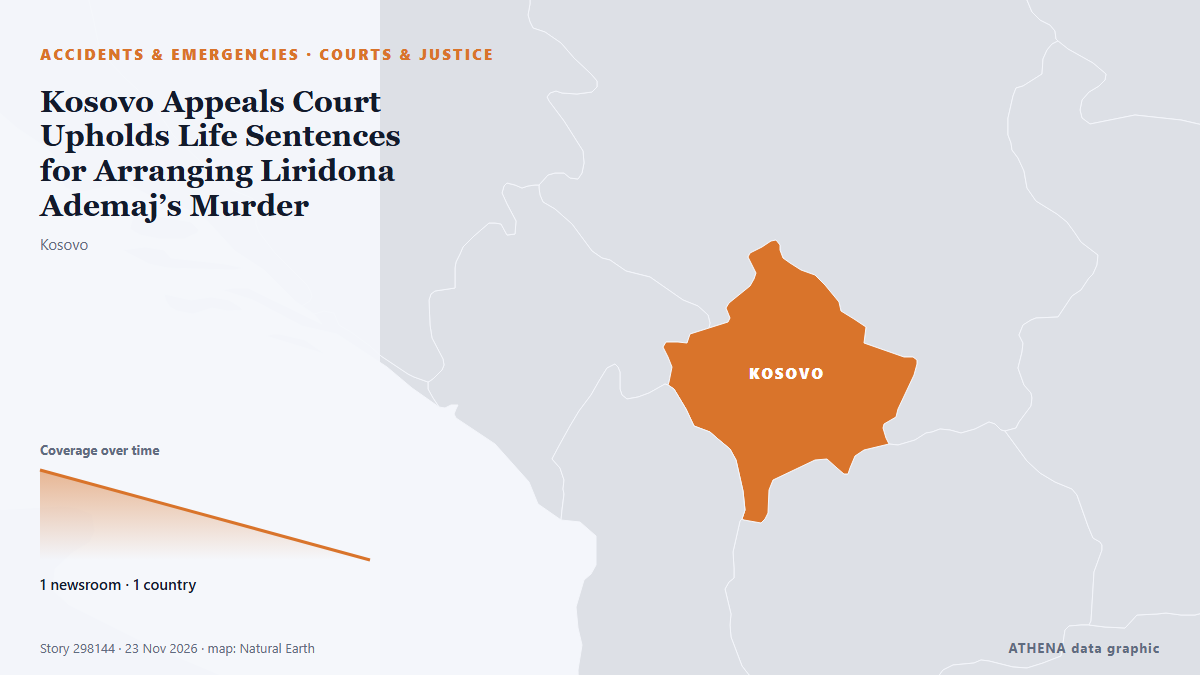 ACCIDENTS & EMERGENCIES · COURTS & JUSTICE
Kosovo Appeals Court
Upholds Life Sentences
for Arranging Liridona
Ademaj’s Murder
Kosovo
KOSOVO
Coverage over time
1 newsroom · 1 country
Story 298144 · 23 Nov 2026 · map: Natural Earth
ATHENA data graphic